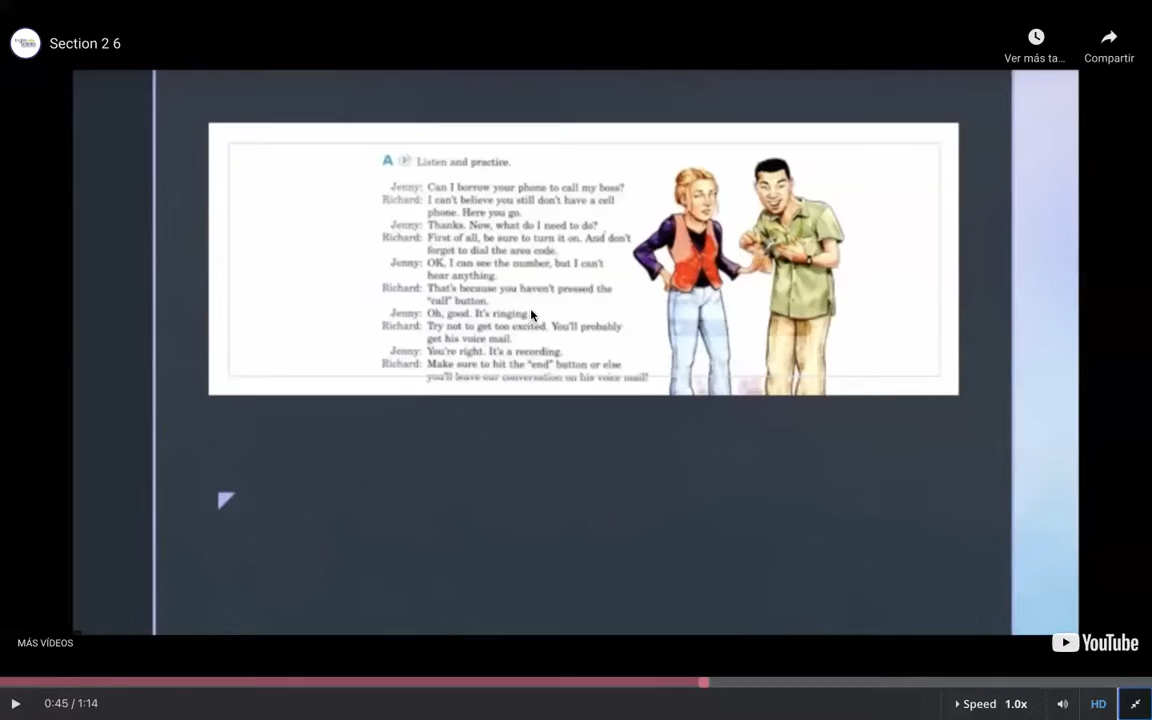 Section 2 6
Ver más ta...
Compartir
A Listen and practice.
Jenny: Can I borrow your phone to call my boss?
Richard: I can't believe you still don't have a cell
phone. Here you go.
Jenny: Thanks. Now, what do I need to do?
Richard: First of all, be sure to turn it on. And don't
forget to dial the area code.
Jenny: OK, I can see the number, but I can't
hear anything.
Richard: That's because you haven't pressed the
"call" button.
Jenny: Oh, good. It's ringing.
Richard: Try not to get too excited. You'll probably
get his voice mail.
Jenny: You're right. It's a recording.
Richard: Make sure to hit the "end" button or else
you'll leave our conversation on his voice mail!
MÁS VÍDEOS
YouTube
0:45 / 1:14
Speed 1.0x
HD